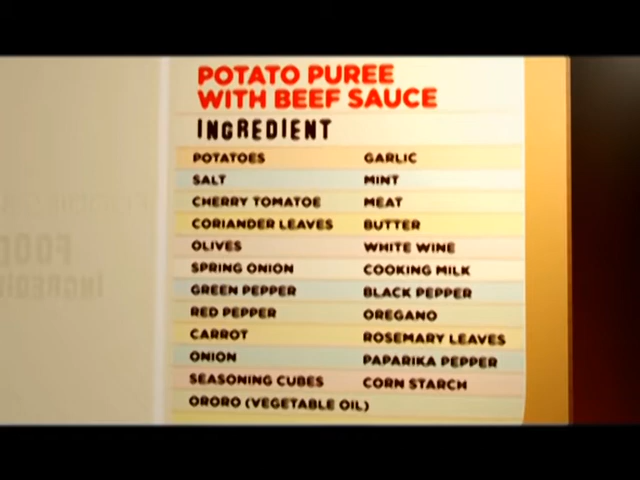 POTATO PUREE
WITH BEEF SAUCE
INGREDIENT
POTATOES
SALT
CHERRY TOMATOE
CORIANDER LEAVES
OLIVES
SPRING ONION
GREEN PEPPER
RED PEPPER
CARROT
ONION
SEASONING CUBES
ORORO (VEGETABLE OIL)
GARLIC
MINT
MEAT
BUTTER
WHITE WINE
COOKING MILK
BLACK PEPPER
OREGANO
ROSEMARY LEAVES
PAPARIKA PEPPER
CORN STARCH